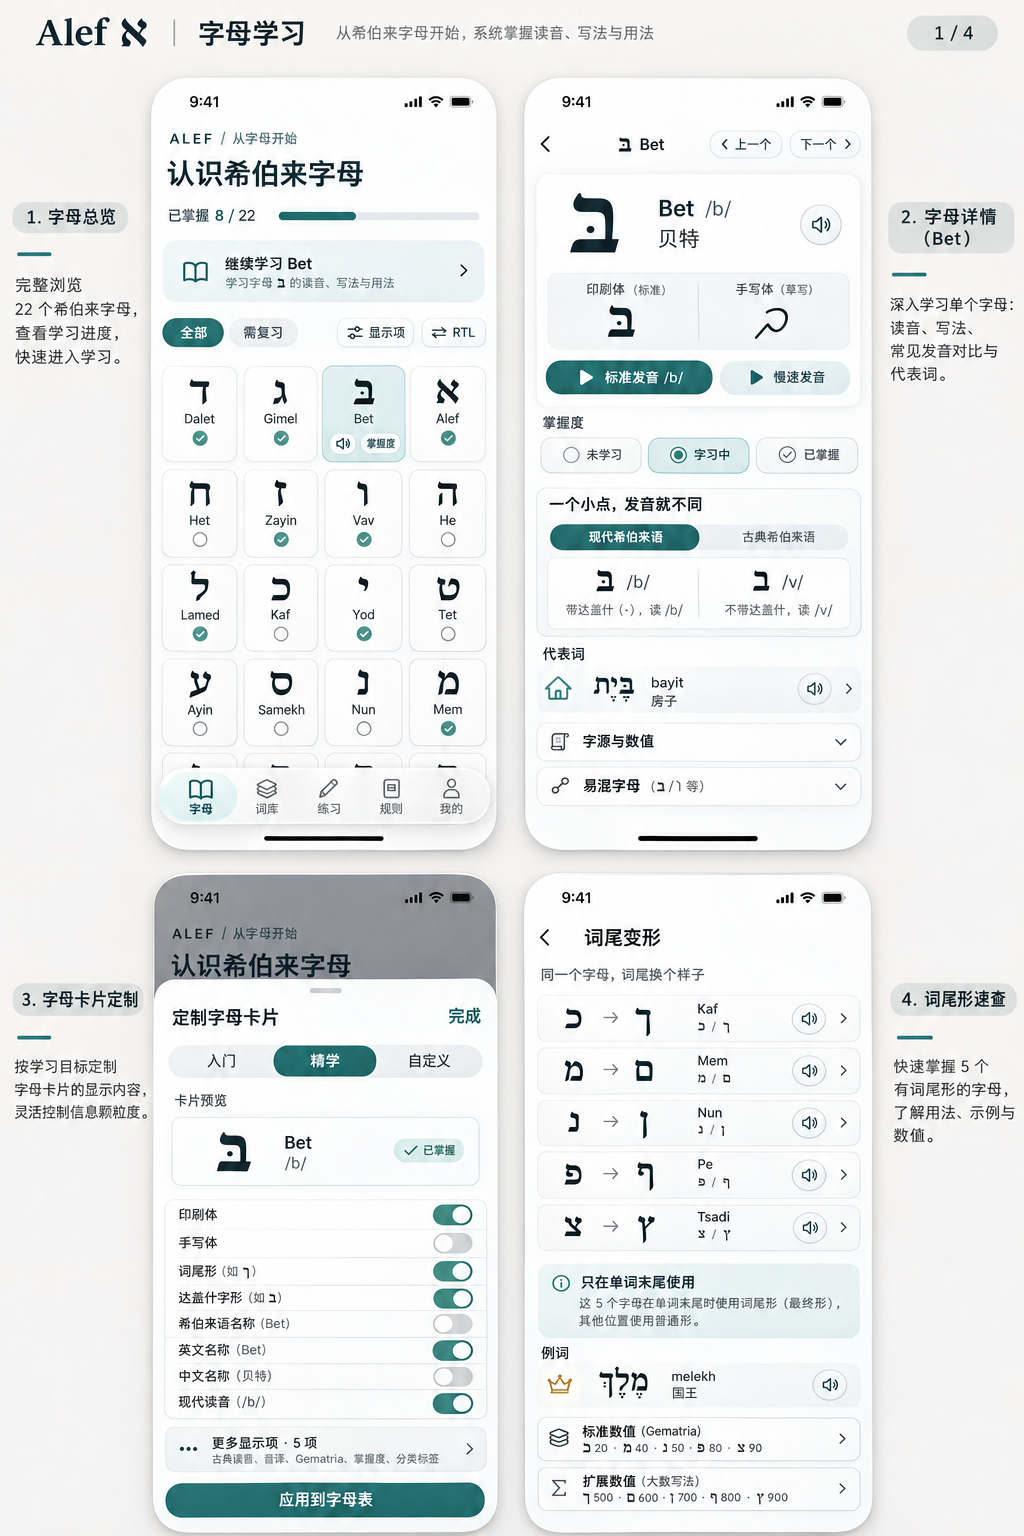 Alef א
字母学习
从希伯来字母开始，系统掌握读音、写法与用法
1 / 4
1. 字母总览
完整浏览
22 个希伯来字母，
查看学习进度，
快速进入学习。
9:41
ALEF / 从字母开始
认识希伯来字母
已掌握 8 / 22
继续学习 Bet
学习字母 ב 的读音、写法与用法
全部
需复习
显示项
RTL
ד ג בּ א
Dalet Gimel Bet Alef
掌握度
ח ז ו ה
Het Zayin Vav He
ל כ י ט
Lamed Kaf Yod Tet
ע ס נ מ
Ayin Samekh Nun Mem
字母 词库 练习 规则 我的
2. 字母详情
（Bet）
深入学习单个字母：
读音、写法、
常见发音对比与
代表词。
9:41
בּ Bet
上一个
下一个
בּ
Bet /b/
贝特
印刷体（标准）
בּ
手写体（草写）
标准发音 /b/
慢速发音
掌握度
未学习
学习中
已掌握
一个小点，发音就不同
现代希伯来语
古典希伯来语
בּ /b/
ב /v/
带达盖什（·），读 /b/
不带达盖什，读 /v/
代表词
bayit
房子
字源与数值
易混字母
3. 字母卡片定制
按学习目标定制
字母卡片的显示内容，
灵活控制信息颗粒度。
9:41
ALEF / 从字母开始
认识希伯来字母
定制字母卡片
完成
入门
精学
自定义
卡片预览
בּ
Bet
/b/
已掌握
印刷体
手写体
词尾形（如 ך）
达盖什字形（如 בּ）
希伯来语名称（Bet）
英文名称（Bet）
中文名称（贝特）
现代读音（/b/）
更多显示项 · 5 项
古典读音、音译、Gematria、掌握度、分类标签
应用到字母表
4. 词尾形速查
快速掌握 5 个
有词尾形的字母，
了解用法、示例与
数值。
9:41
词尾变形
同一个字母，词尾换个样子
כ → ך
Kaf
כ / ך
מ → ם
Mem
מ / ם
נ → ן
Nun
נ / ן
פ → ף
Pe
פ / ף
צ → ץ
Tsadi
צ / ץ
只在单词末尾使用
这 5 个字母在单词末尾时使用词尾形（最终形），
其他位置使用普通形。
例词
מֶלֶךְ
melekh
国王
标准数值（Gematria）
כ 20 · מ 40 · נ 50 · פ 80 · צ 90
扩展数值（大数写法）
ך 500 · ם 600 · ן 700 · ף 800 · ץ 900